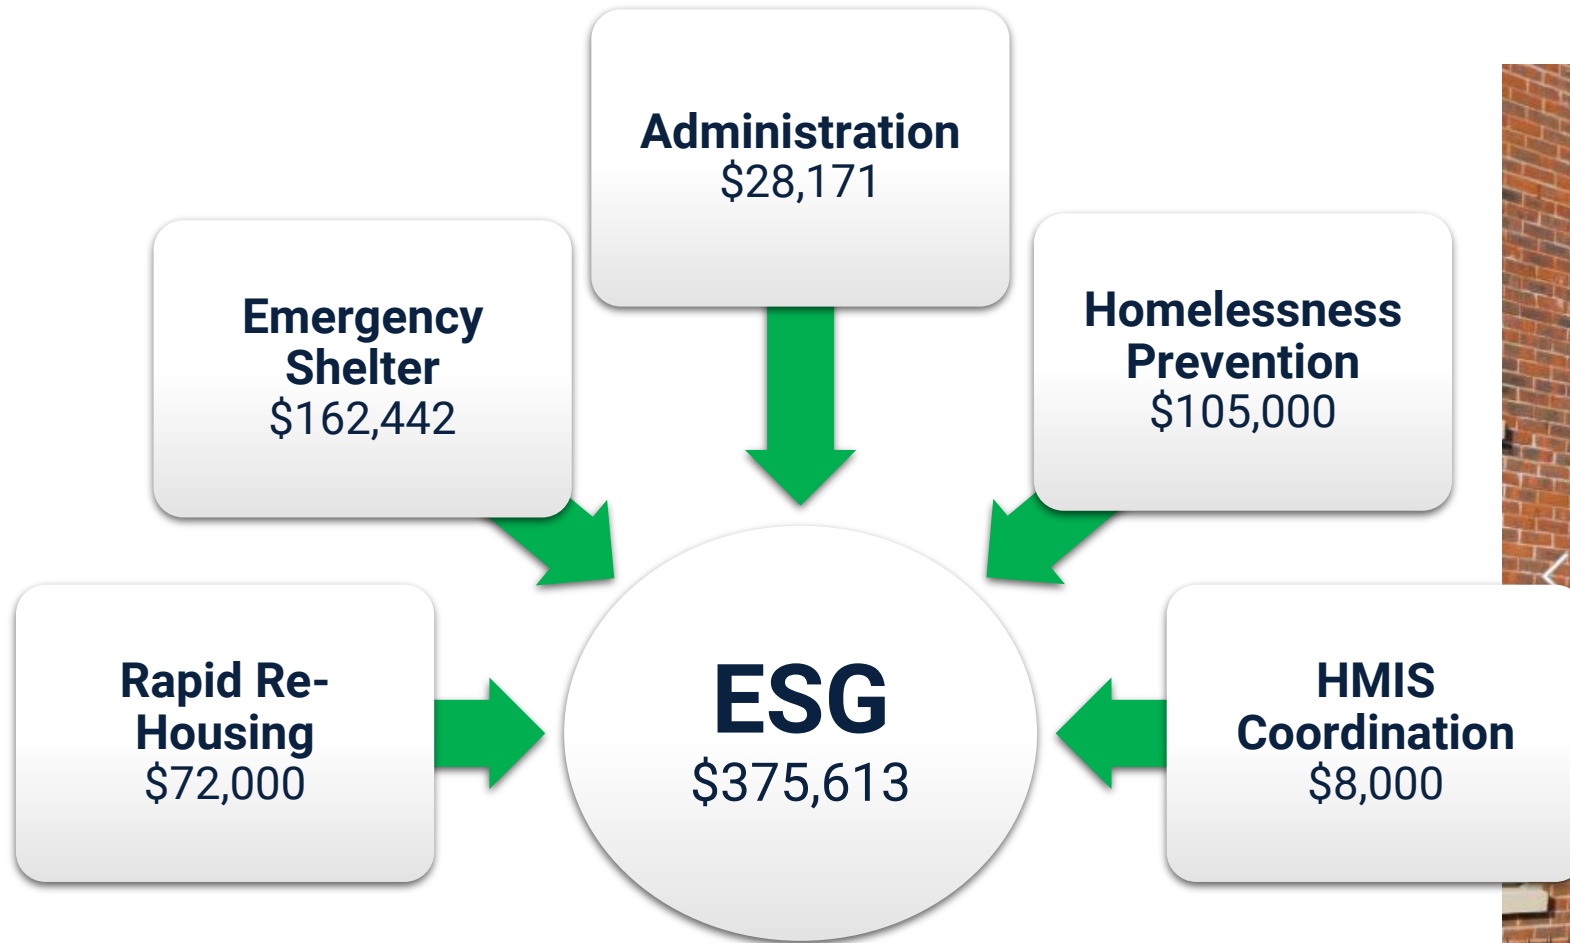 Administration
$28,171
Emergency
Shelter
$162,442
Homelessness
Prevention
$105,000
Rapid Re-
Housing
$72,000
ESG
$375,613
HMIS
Coordination
$8,000